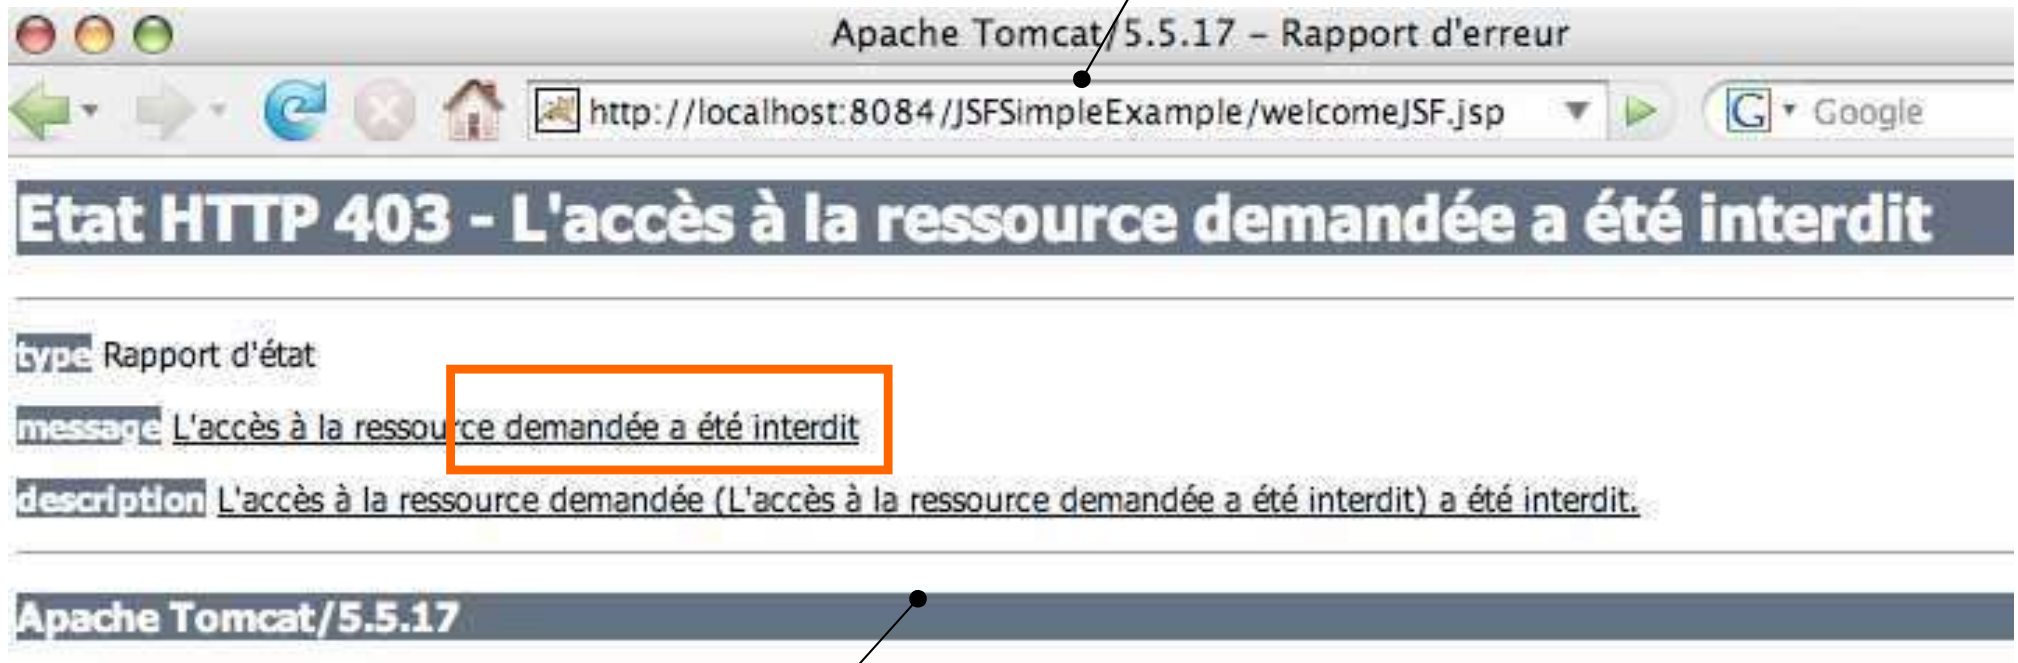 Apache Tomcat/5.5.17 – Rapport d'erreur
http://localhost:8084/JSFSimpleExample/welcomeJSF.jsp G Google
Etat HTTP 403 - L'accès à la ressource demandée a été interdit
type Rapport d'état
message L'accès à la ressource demandée a été interdit
description L'accès à la ressource demandée (L'accès à la ressource demandée a été interdit) a été interdit.
Apache Tomcat/5.5.17